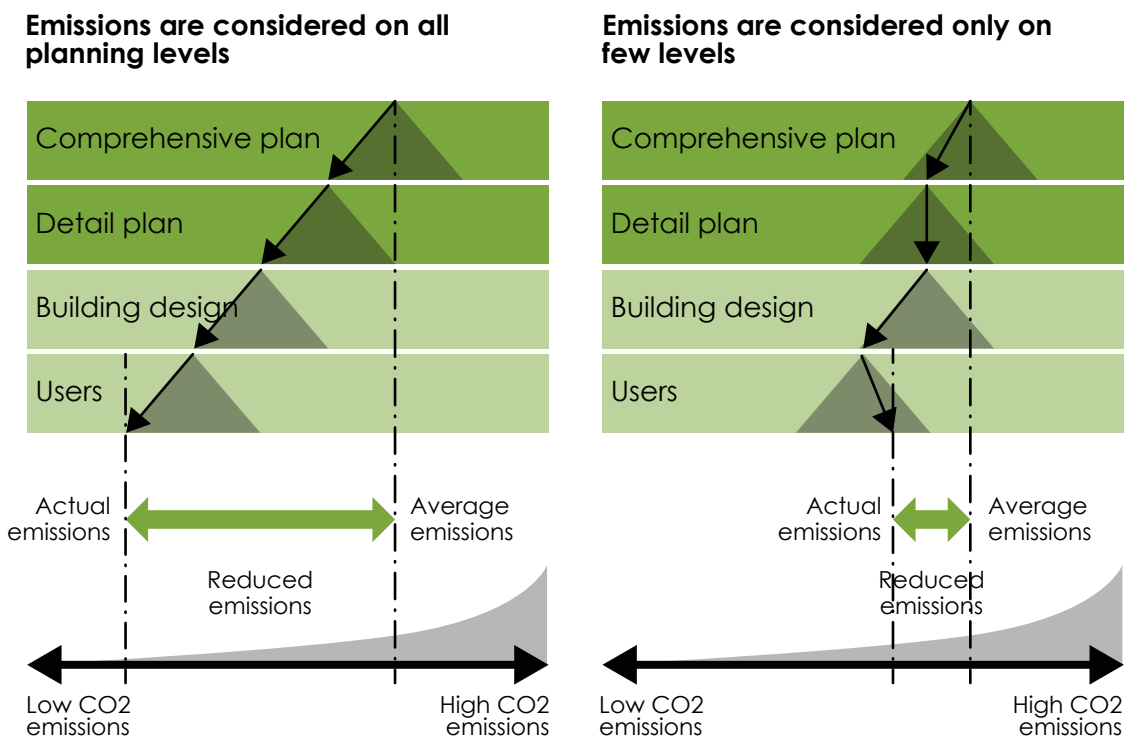 Emissions are considered on all
planning levels
Comprehensive plan
Detail plan
Building design
Users
Actual
emissions
Average
emissions
Reduced
emissions
Low CO2
emissions
High CO2
emissions
Emissions are considered only on
few levels
Comprehensive plan
Detail plan
Building design
Users
Actual
emissions
Average
emissions
Reduced
emissions
Low CO2
emissions
High CO2
emissions